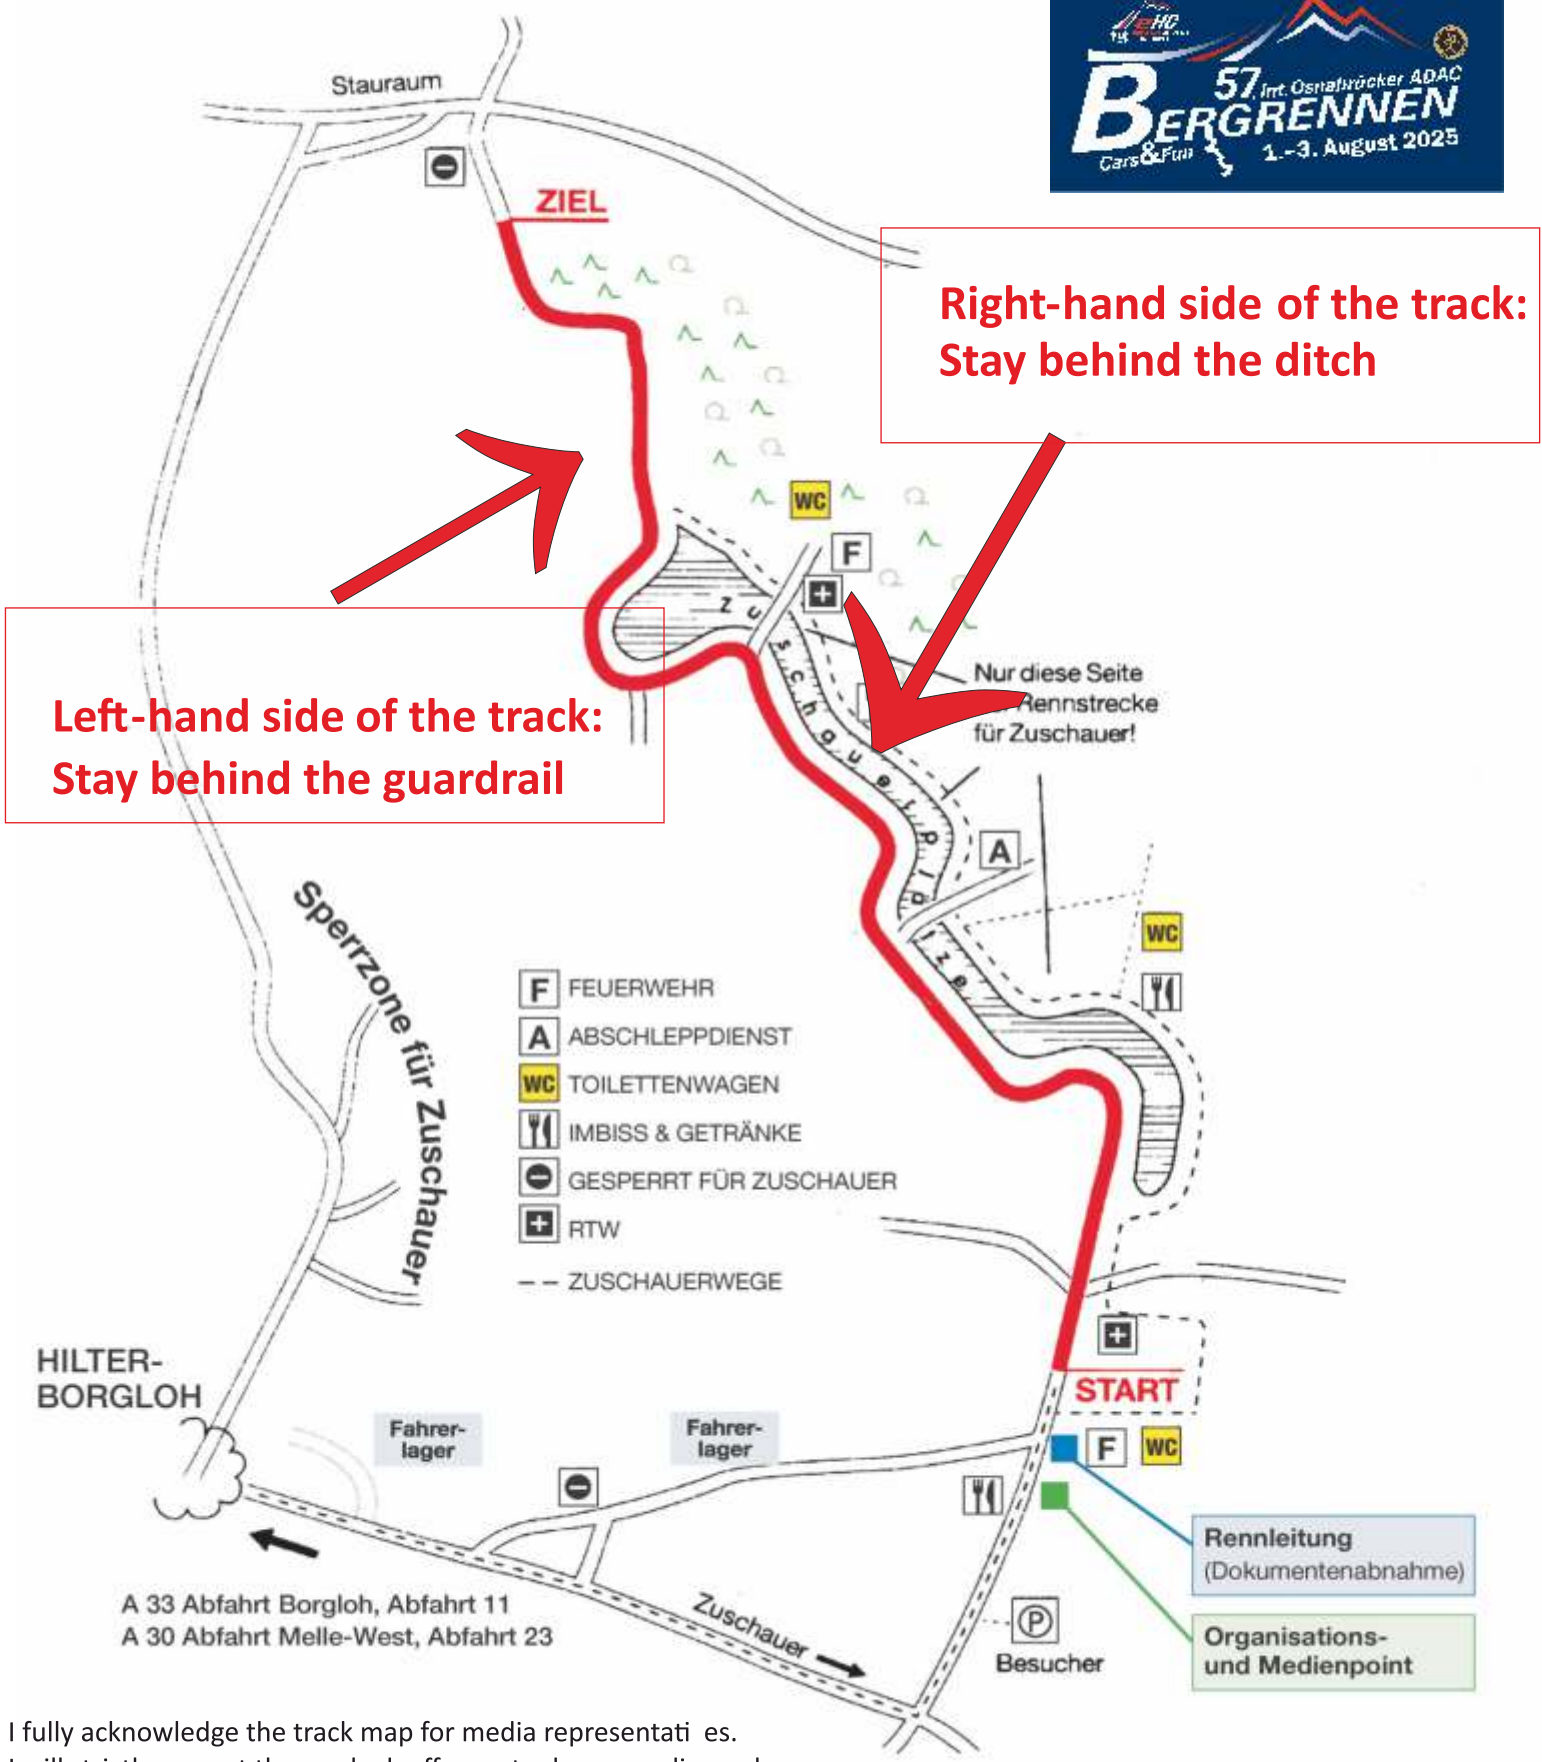 eHC
57. Int. Osnabrücker ADAC
BERGRENNEN
Cars&Fun
1.-3. August 2025
Stauraum
ZIEL
Right-hand side of the track:
Stay behind the ditch
WC
F
Nur diese Seite
Rennstrecke
für Zuschauer!
Zuschauerplätze
Left-hand side of the track:
Stay behind the guardrail
A
WC
Sperrzone für Zuschauer
F FEUERWEHR
A ABSCHLEPPDIENST
WC TOILETTENWAGEN
IMBISS & GETRÄNKE
GESPERRT FÜR ZUSCHAUER
RTW
-- ZUSCHAUERWEGE
HILTER-
BORGLOH
START
Fahrer-
lager
Fahrer-
lager
F
WC
Rennleitung
(Dokumentenabnahme)
A 33 Abfahrt Borgloh, Abfahrt 11
A 30 Abfahrt Melle-West, Abfahrt 23
Zuschauer
P
Besucher
Organisations-
und Medienpoint
I fully acknowledge the track map for media representati es.